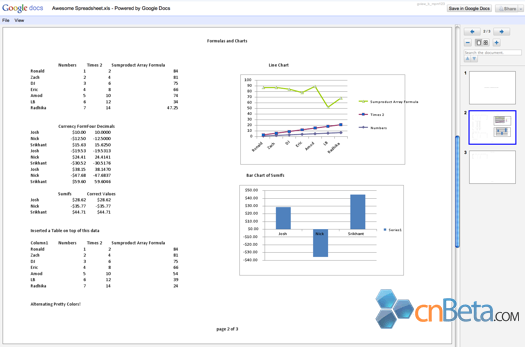 Google docs Awesome Spreadsheet.xls - Powered by Google Docs
Save in Google Docs Share
File View
2 / 3
Formulas and Charts
Numbers Times 2 Sumproduct Array Formula
Ronald 1 2 84
Zach 2 4 81
DJ 3 6 75
Eric 4 8 66
Amod 5 10 74
LB 6 12 34
Radhika 7 14 47.25
Currency Form Four Decimals
Josh $10.00 10.0000
Nick -$12.50 -12.5000
Srikhant $15.63 15.6250
Josh -$19.53 -19.5313
Nick $24.41 24.4141
Srikhant -$30.52 -30.5176
Josh $38.15 38.1470
Nick -$47.68 -47.6837
Srikhant $59.60 59.6046
Sumifs Correct Values
Josh $28.62 $28.62
Nick -$35.77 -$35.77
Srikhant $44.71 $44.71
Inserted a Table on top of this data
Column1 Numbers Times 2 Sumproduct Array Formula
Ronald 1 2 84
Zach 2 4 81
DJ 3 6 75
Eric 4 8 66
Amod 5 10 54
LB 6 12 39
Radhika 7 14 24
Alternating Pretty Colors!
page 2 of 3
Line Chart
100
90
80
70
60
50
40
30
20
10
0
Ronald Zach DJ Eric Amod LB Radhika
Sumproduct Array Formula
Times 2
Numbers
Bar Chart of Sumifs
$50.00
$40.00
$30.00
$20.00
$10.00
$0.00
-$10.00
-$20.00
-$30.00
-$40.00
Josh Nick Srikhant
Correct
1
2
3
cnBeta.COM